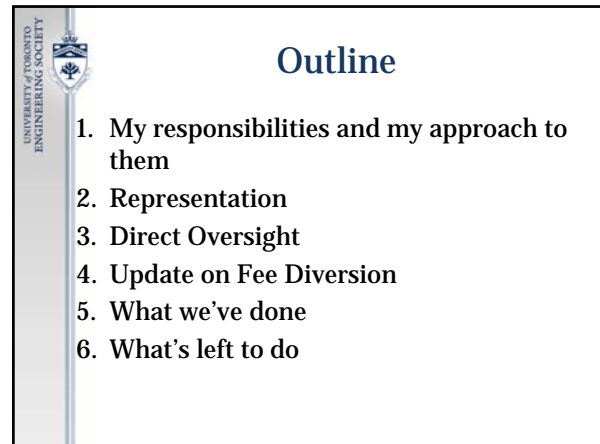 UNIVERSITY of TORONTO
ENGINEERING SOCIETY
Outline
1. My responsibilities and my approach to
them
2. Representation
3. Direct Oversight
4. Update on Fee Diversion
5. What we've done
6. What's left to do